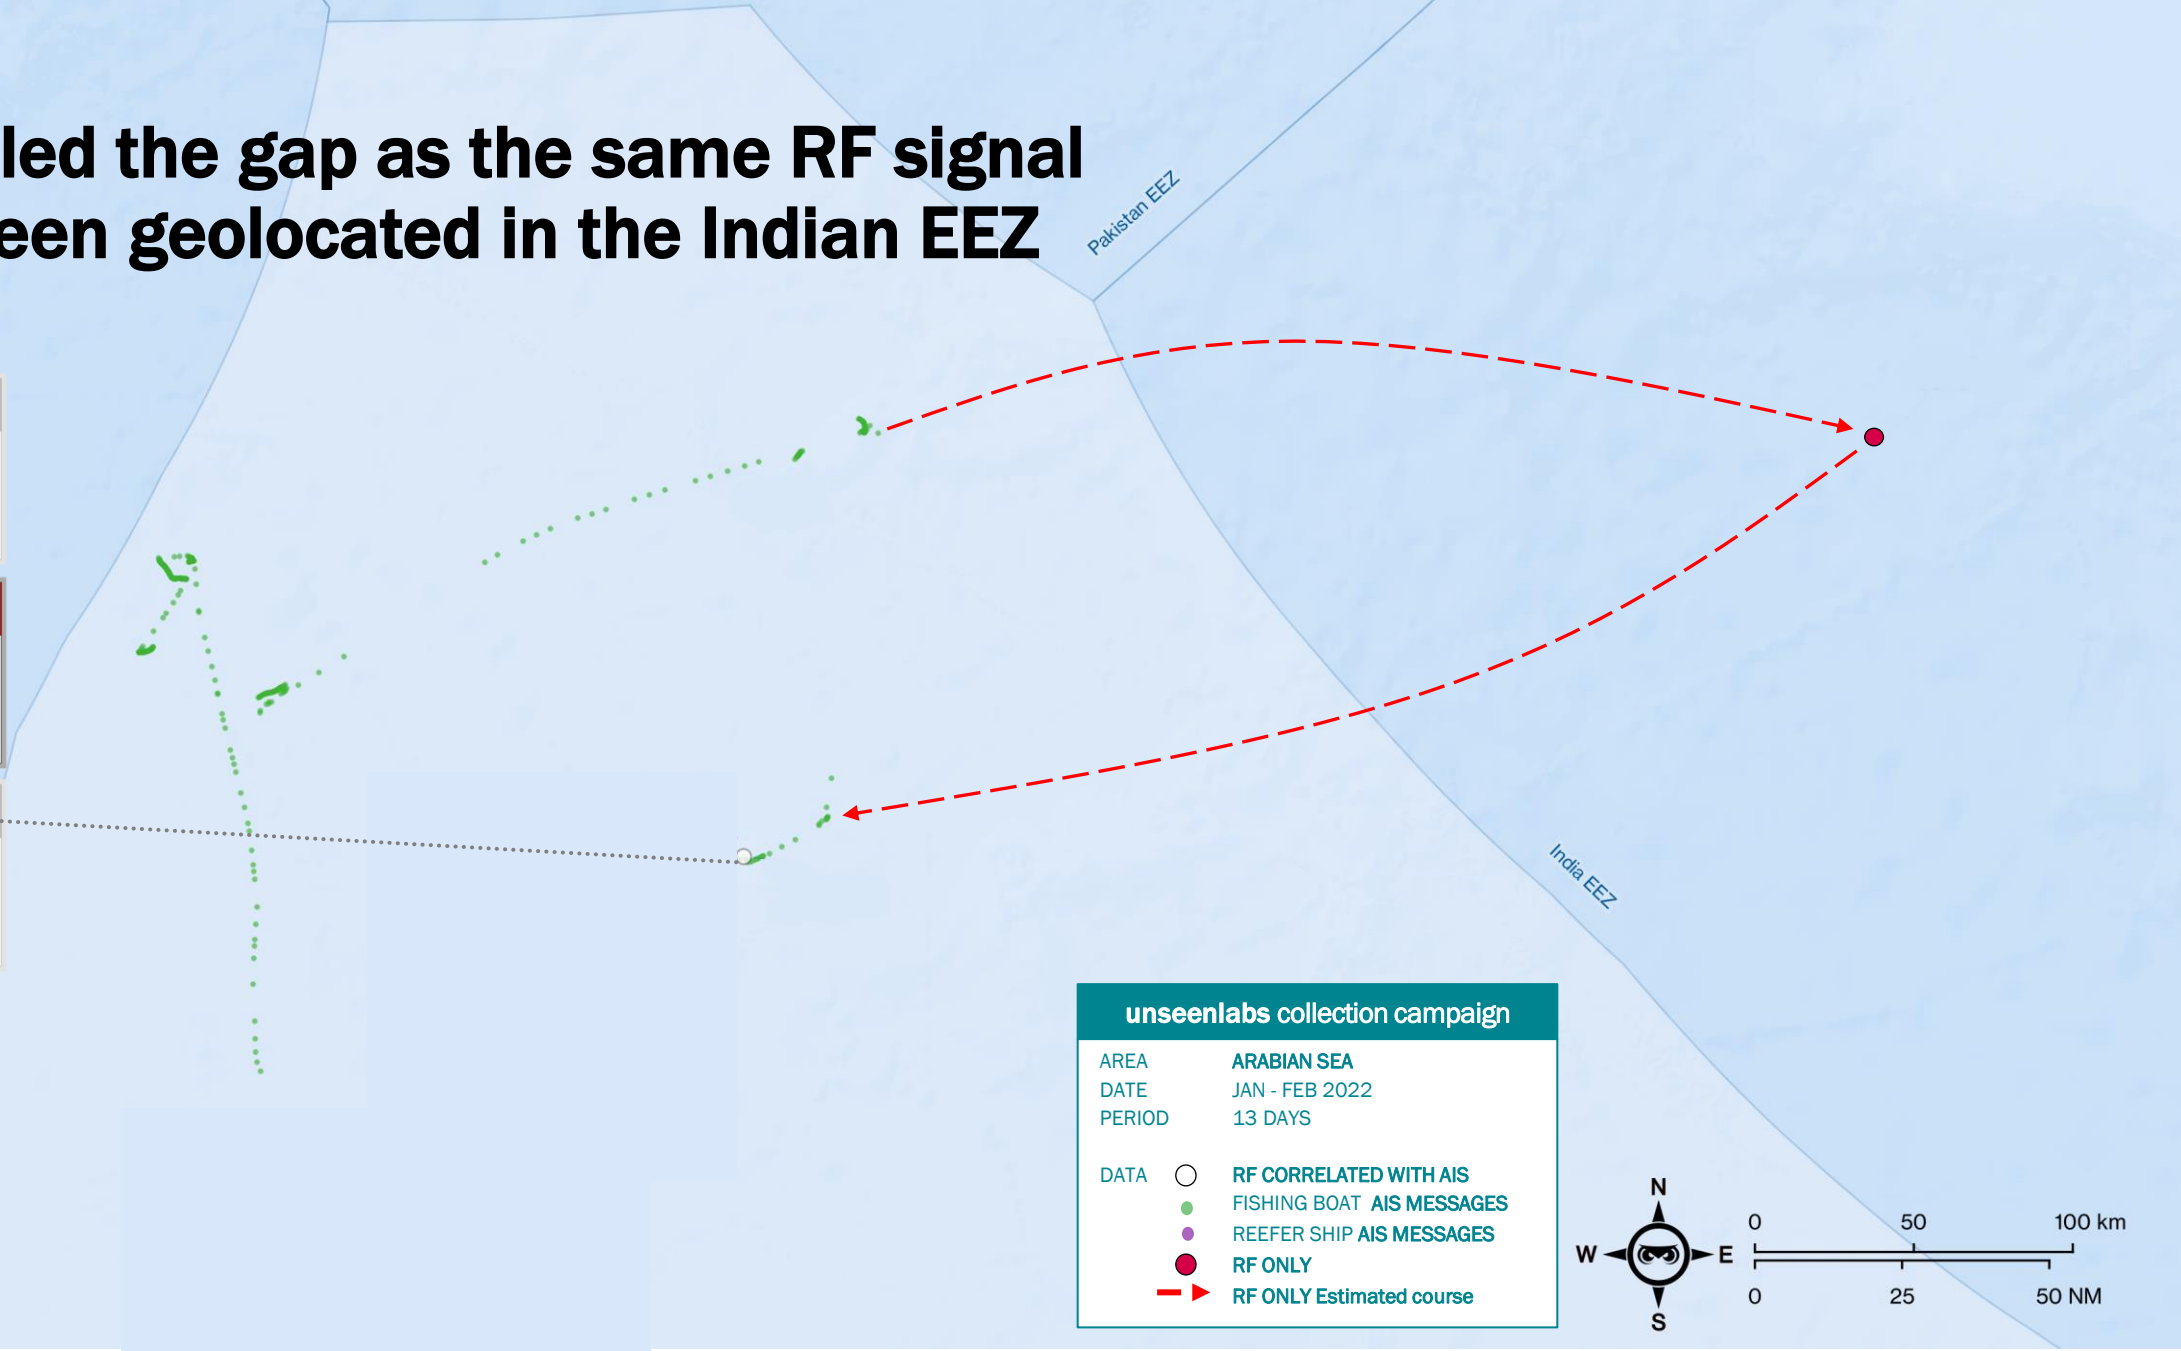 led the gap as the same RF signal
een geolocated in the Indian EEZ
Pakistan EEZ
India EEZ
unseenlabs collection campaign
AREA ARABIAN SEA
DATE JAN - FEB 2022
PERIOD 13 DAYS
DATA RF CORRELATED WITH AIS
FISHING BOAT AIS MESSAGES
REEFER SHIP AIS MESSAGES
RF ONLY
RF ONLY Estimated course
N
W E
S
0 50 100 km
0 25 50 NM